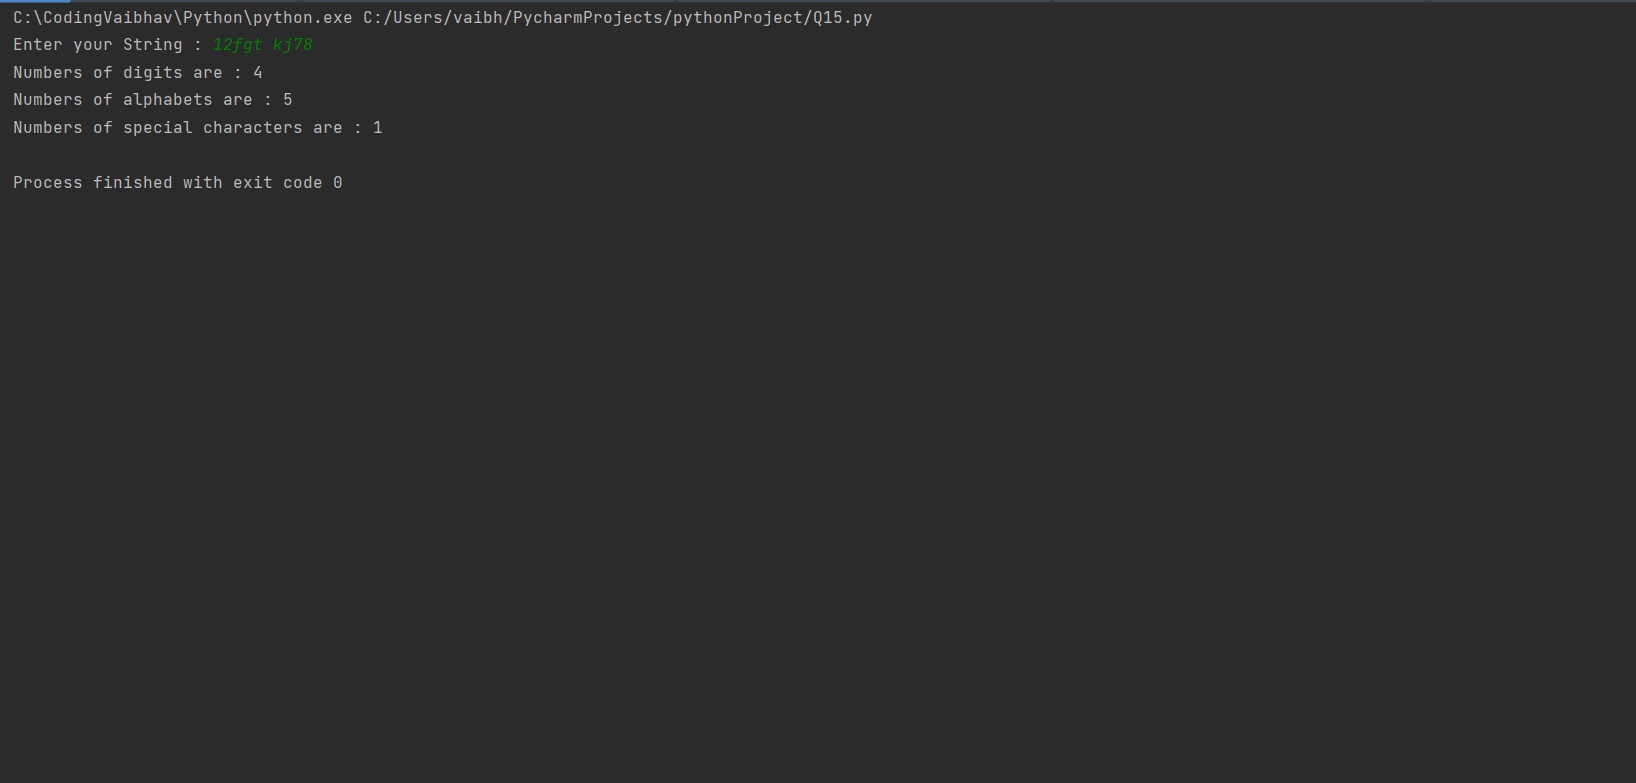 C:\CodingVaibhav\Python\python.exe C:/Users/vaibh/PycharmProjects/pythonProject/Q15.py
Enter your String : 12fgt kj78
Numbers of digits are : 4
Numbers of alphabets are : 5
Numbers of special characters are : 1
Process finished with exit code 0